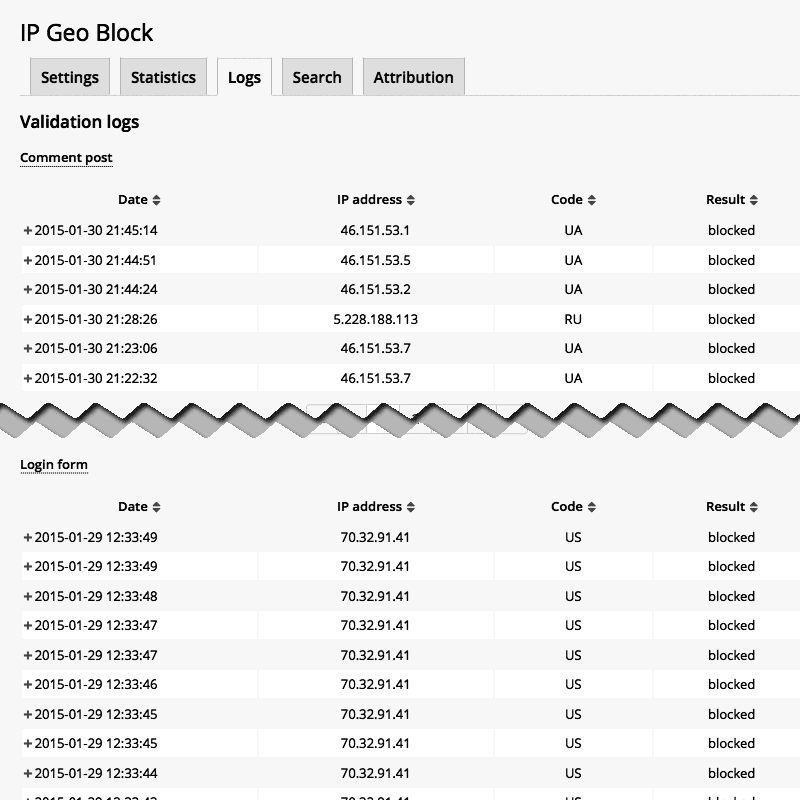 IP Geo Block
Settings Statistics Logs Search Attribution
Validation logs
Comment post
Date IP address Code Result
+ 2015-01-30 21:45:14 46.151.53.1 UA blocked
+ 2015-01-30 21:44:51 46.151.53.5 UA blocked
+ 2015-01-30 21:44:24 46.151.53.2 UA blocked
+ 2015-01-30 21:28:26 5.228.188.113 RU blocked
+ 2015-01-30 21:23:06 46.151.53.7 UA blocked
+ 2015-01-30 21:22:32 46.151.53.7 UA blocked
Login form
Date IP address Code Result
+ 2015-01-29 12:33:49 70.32.91.41 US blocked
+ 2015-01-29 12:33:49 70.32.91.41 US blocked
+ 2015-01-29 12:33:48 70.32.91.41 US blocked
+ 2015-01-29 12:33:47 70.32.91.41 US blocked
+ 2015-01-29 12:33:47 70.32.91.41 US blocked
+ 2015-01-29 12:33:46 70.32.91.41 US blocked
+ 2015-01-29 12:33:45 70.32.91.41 US blocked
+ 2015-01-29 12:33:45 70.32.91.41 US blocked
+ 2015-01-29 12:33:44 70.32.91.41 US blocked